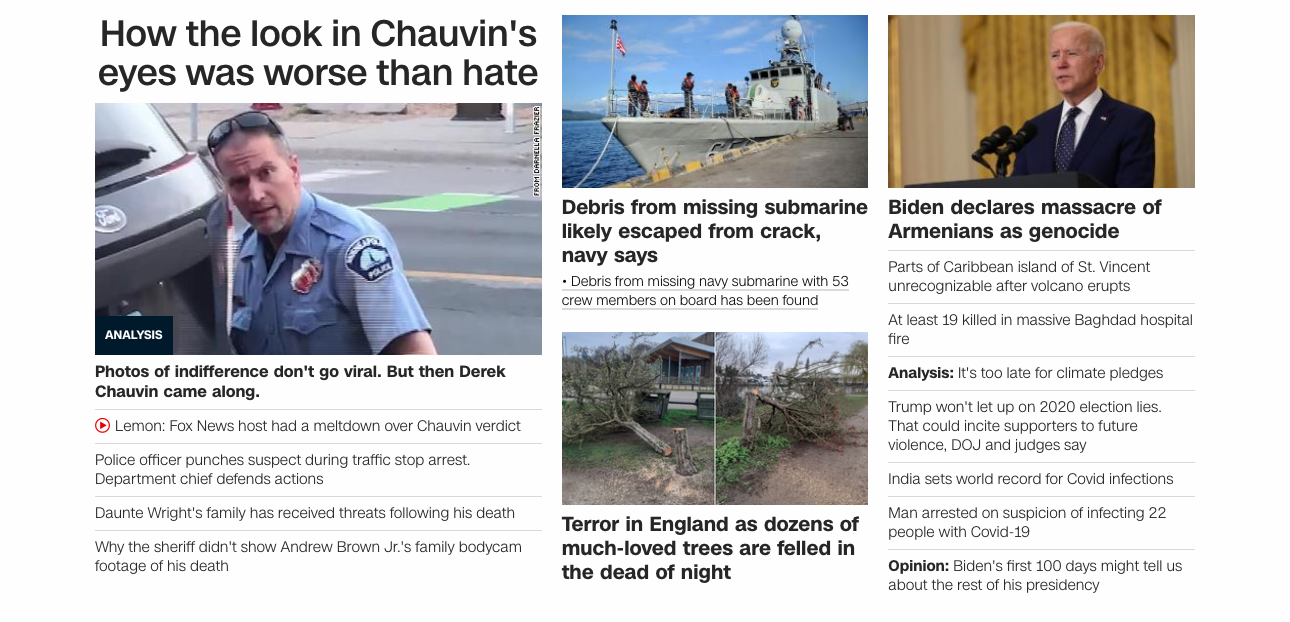 How the look in Chauvin's
eyes was worse than hate
FROM DARNELLA FRAZIER
Ford
MINNEAPOLIS
POLICE
ANALYSIS
Photos of indifference don't go viral. But then Derek
Chauvin came along.
Lemon: Fox News host had a meltdown over Chauvin verdict
Police officer punches suspect during traffic stop arrest.
Department chief defends actions
Daunte Wright's family has received threats following his death
Why the sheriff didn't show Andrew Brown Jr.'s family bodycam
footage of his death
Debris from missing submarine
likely escaped from crack,
navy says
• Debris from missing navy submarine with 53
crew members on board has been found
Terror in England as dozens of
much-loved trees are felled in
the dead of night
Biden declares massacre of
Armenians as genocide
Parts of Caribbean island of St. Vincent
unrecognizable after volcano erupts
At least 19 killed in massive Baghdad hospital
fire
Analysis: It's too late for climate pledges
Trump won't let up on 2020 election lies.
That could incite supporters to future
violence, DOJ and judges say
India sets world record for Covid infections
Man arrested on suspicion of infecting 22
people with Covid-19
Opinion: Biden's first 100 days might tell us
about the rest of his presidency